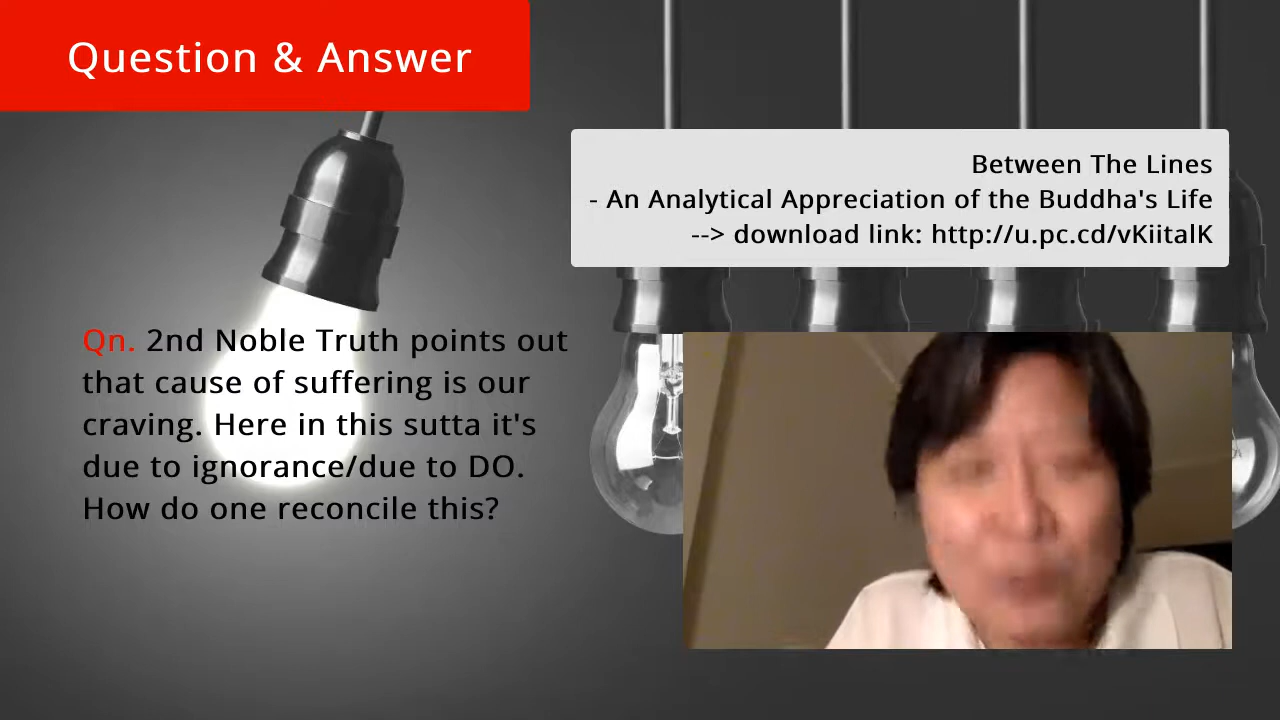 Question & Answer
Between The Lines
- An Analytical Appreciation of the Buddha's Life
--> download link: http://u.pc.cd/vKiitalK
Qn. 2nd Noble Truth points out
that cause of suffering is our
craving. Here in this sutta it's
due to ignorance/due to DO.
How do one reconcile this?